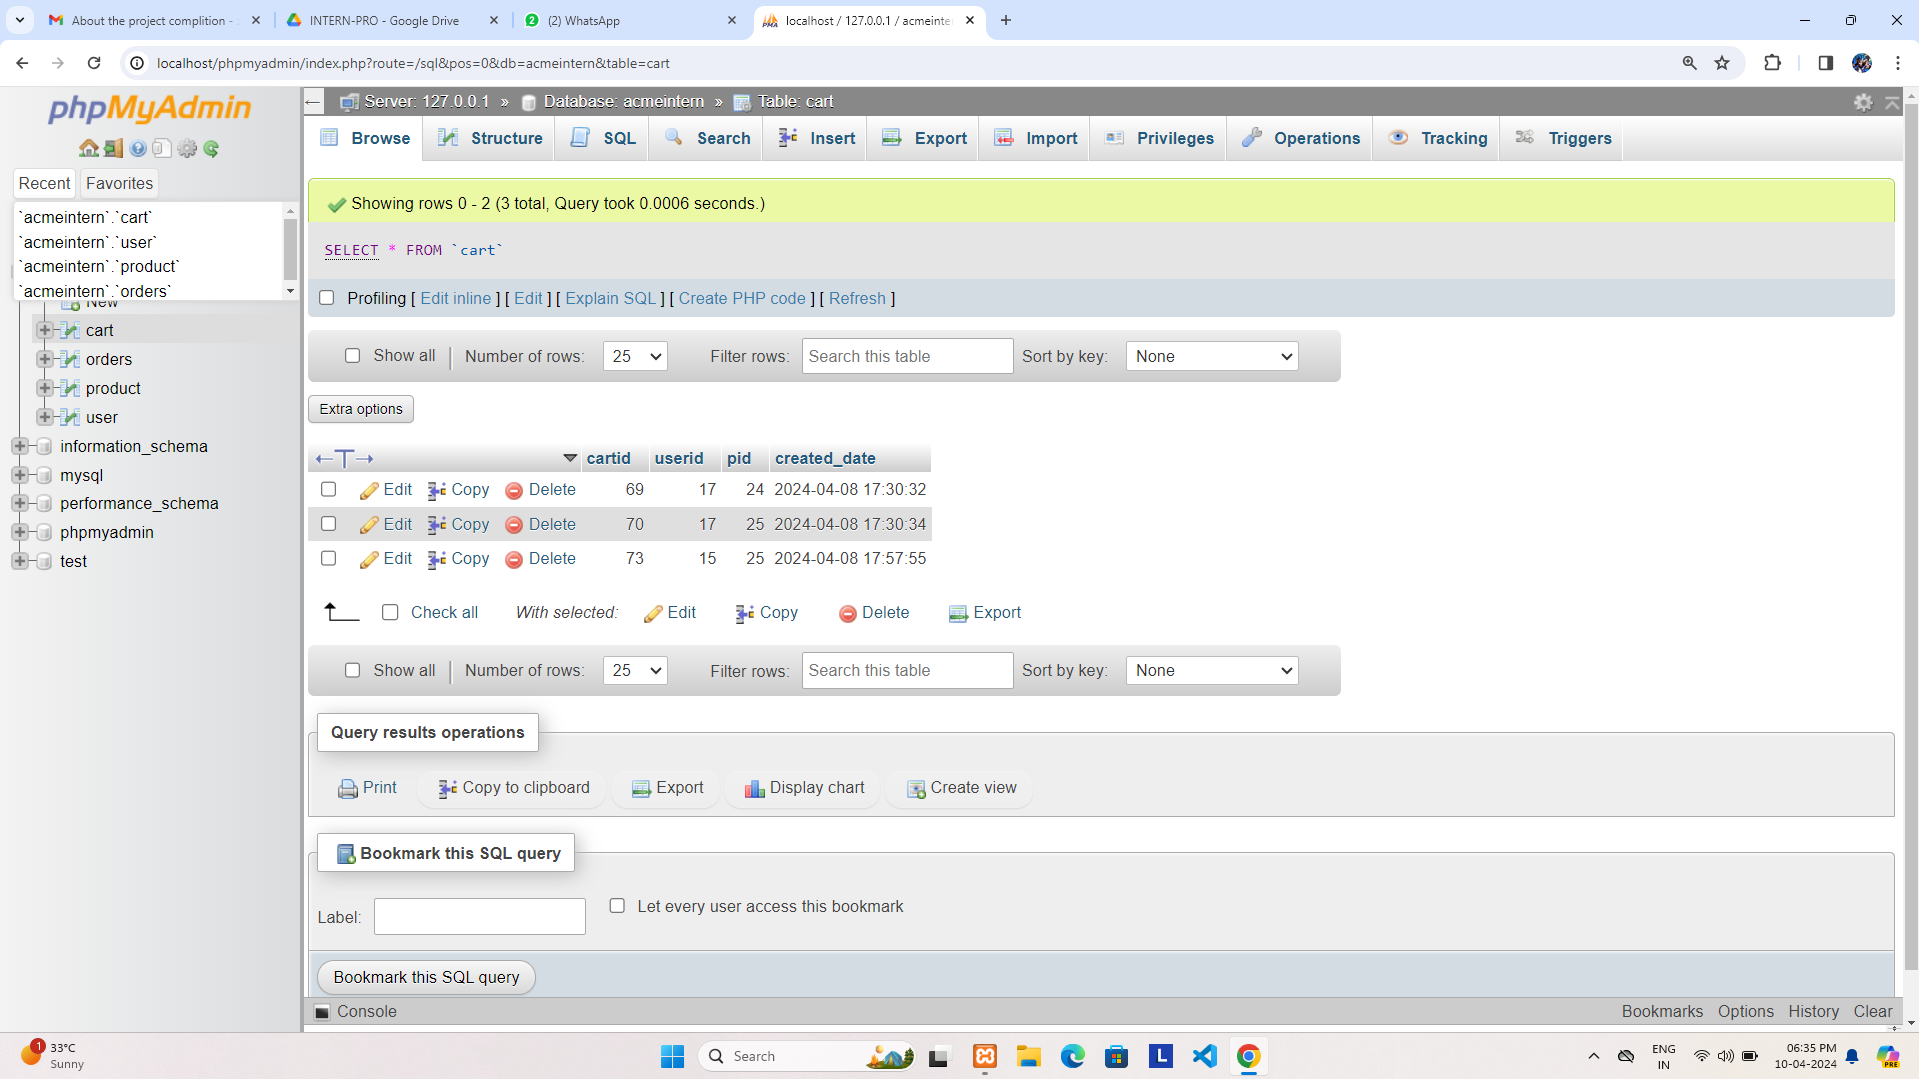 About the project complition -
INTERN-PRO - Google Drive
(2) WhatsApp
localhost / 127.0.0.1 / acmeinter
localhost/phpmyadmin/index.php?route=/sql&pos=0&db=acmeintern&table=cart
phpMyAdmin
Server: 127.0.0.1 » Database: acmeintern » Table: cart
Browse Structure SQL Search Insert Export Import Privileges Operations Tracking Triggers
Recent Favorites
`acmeintern`.`cart`
`acmeintern`.`user`
`acmeintern`.`product`
`acmeintern`.`orders`
New
cart
orders
product
user
information_schema
mysql
performance_schema
phpmyadmin
test
Showing rows 0 - 2 (3 total, Query took 0.0006 seconds.)
SELECT * FROM `cart`
Profiling [ Edit inline ] [ Edit ] [ Explain SQL ] [ Create PHP code ] [ Refresh ]
Show all Number of rows: 25 Filter rows: Search this table Sort by key: None
Extra options
←T→ cartid userid pid created_date
Edit Copy Delete 69 17 24 2024-04-08 17:30:32
Edit Copy Delete 70 17 25 2024-04-08 17:30:34
Edit Copy Delete 73 15 25 2024-04-08 17:57:55
Check all With selected: Edit Copy Delete Export
Show all Number of rows: 25 Filter rows: Search this table Sort by key: None
Query results operations
Print Copy to clipboard Export Display chart Create view
Bookmark this SQL query
Label: Let every user access this bookmark
Bookmark this SQL query
Console Bookmarks Options History Clear
1 33°C
Sunny
Search
L
ENG
IN
06:35 PM
10-04-2024
PRE